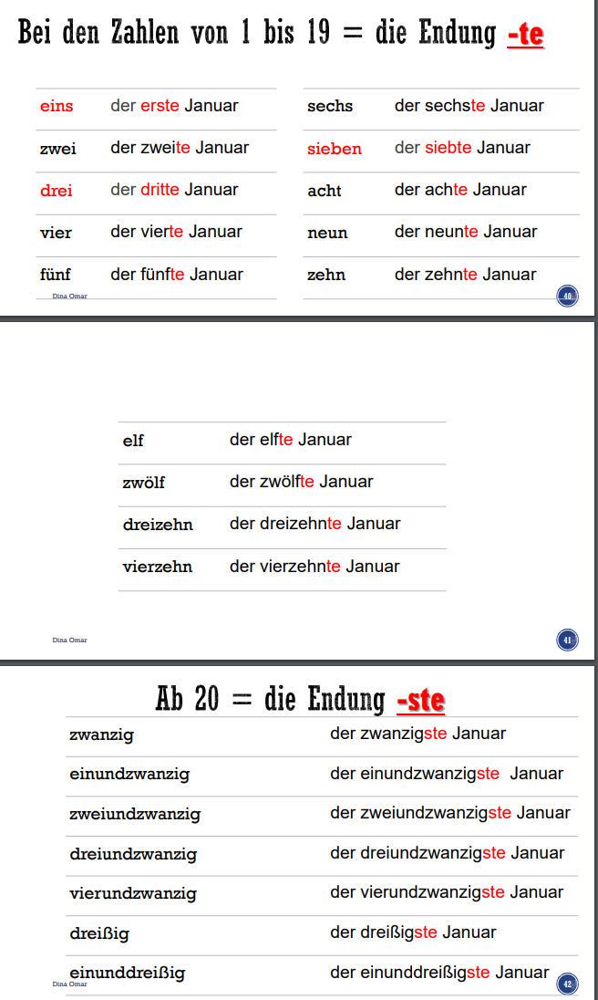 Bei den Zahlen von 1 bis 19 = die Endung -te
eins der erste Januar
zwei der zweite Januar
drei der dritte Januar
vier der vierte Januar
fünf der fünfte Januar
sechs der sechste Januar
sieben der siebte Januar
acht der achte Januar
neun der neunte Januar
zehn der zehnte Januar
Dina Omar
40
elf der elfte Januar
zwölf der zwölfte Januar
dreizehn der dreizehnte Januar
vierzehn der vierzehnte Januar
Dina Omar
41
Ab 20 = die Endung -ste
zwanzig der zwanzigste Januar
einundzwanzig der einundzwanzigste Januar
zweiundzwanzig der zweiundzwanzigste Januar
dreiundzwanzig der dreiundzwanzigste Januar
vierundzwanzig der vierundzwanzigste Januar
dreißig der dreißigste Januar
einunddreißig der einunddreißigste Januar
Dina Omar
42